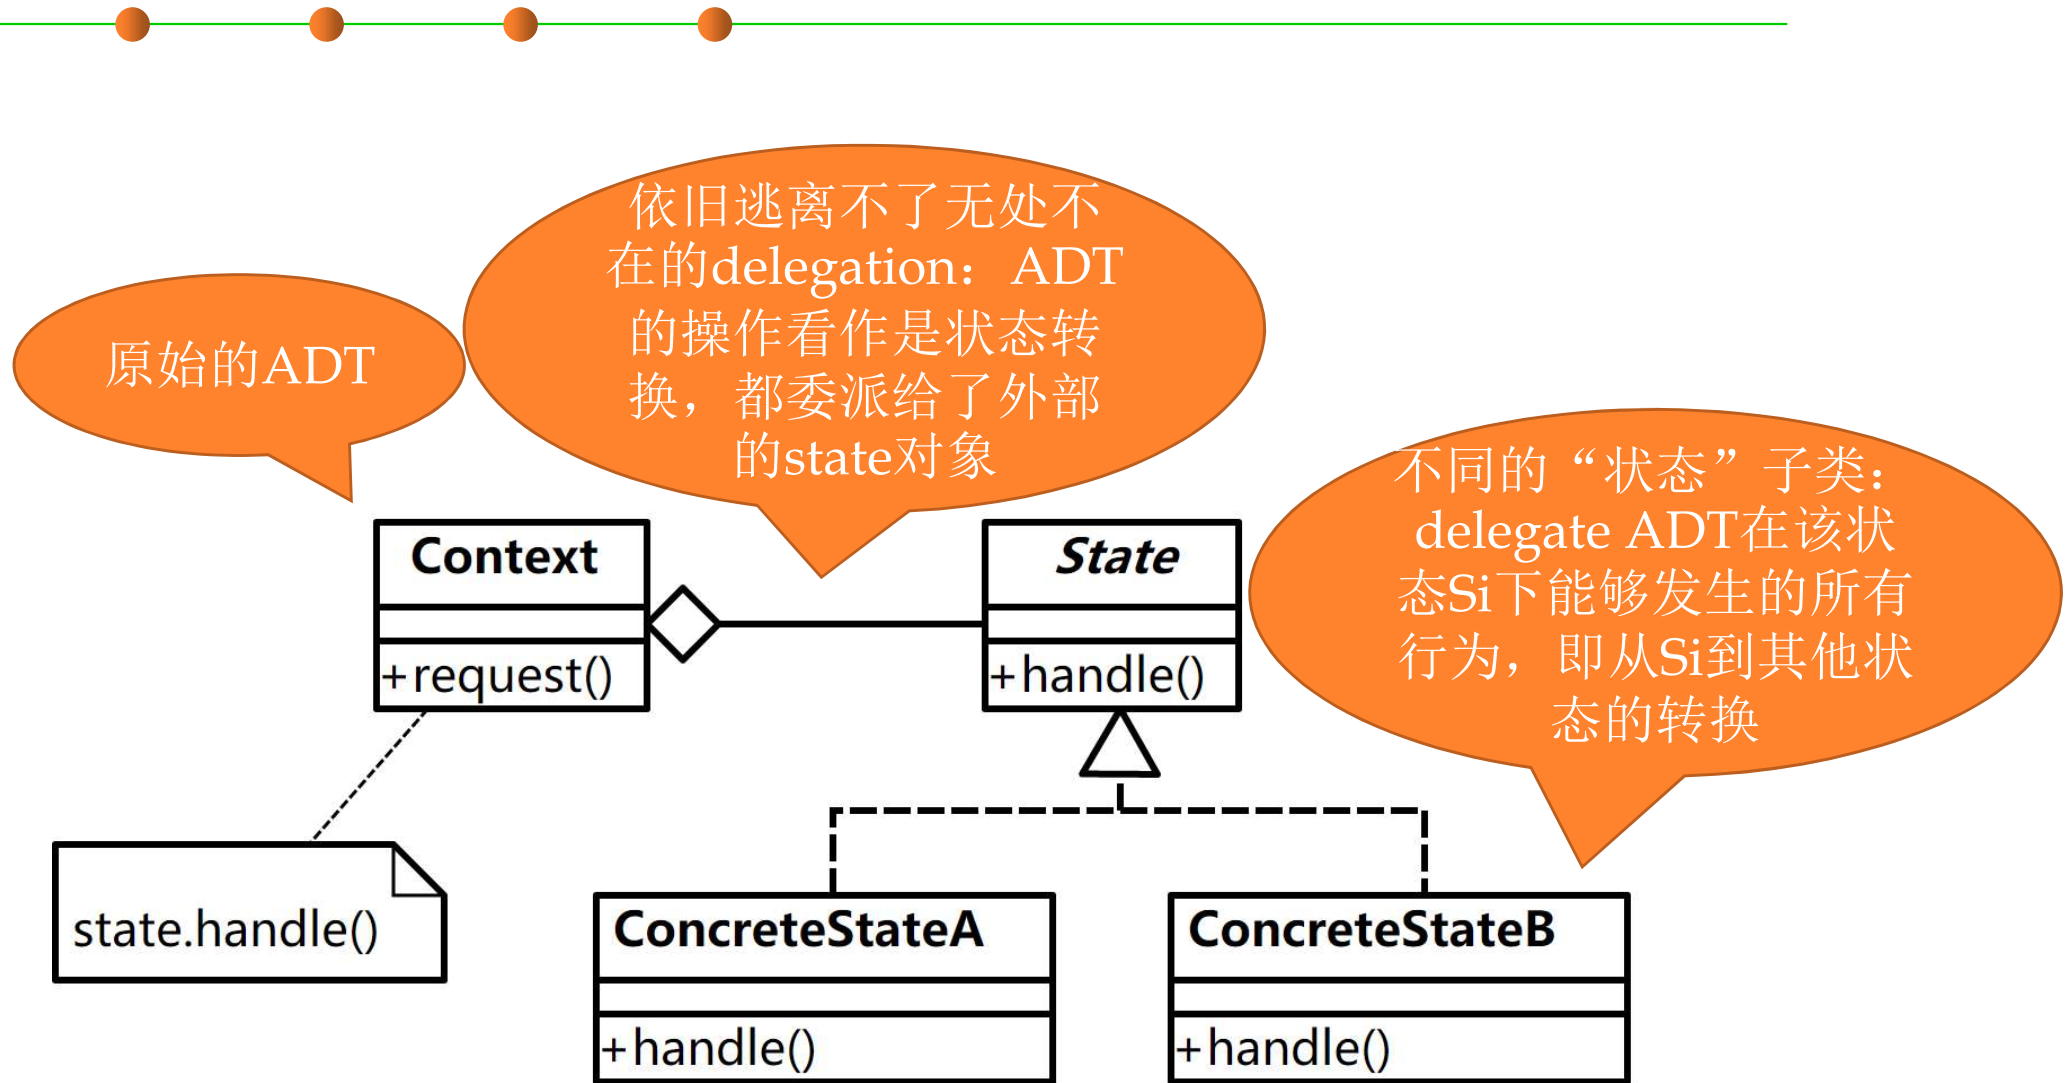 原始的ADT
依旧逃离不了无处不
在的delegation：ADT
的操作看作是状态转
换，都委派给了外部
的state对象
不同的“状态”子类：
delegate ADT在该状
态Si下能够发生的所有
行为，即从Si到其他状
态的转换
Context
+request()
State
+handle()
state.handle()
ConcreteStateA
+handle()
ConcreteStateB
+handle()